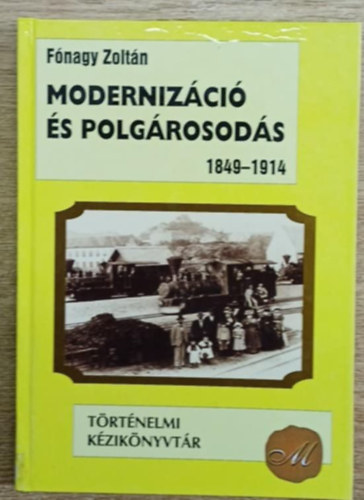 Fónagy Zoltán
MODERNIZÁCIÓ
ÉS POLGÁROSODÁS
1849–1914
TÖRTÉNELMI
KÉZIKÖNYVTÁR
M